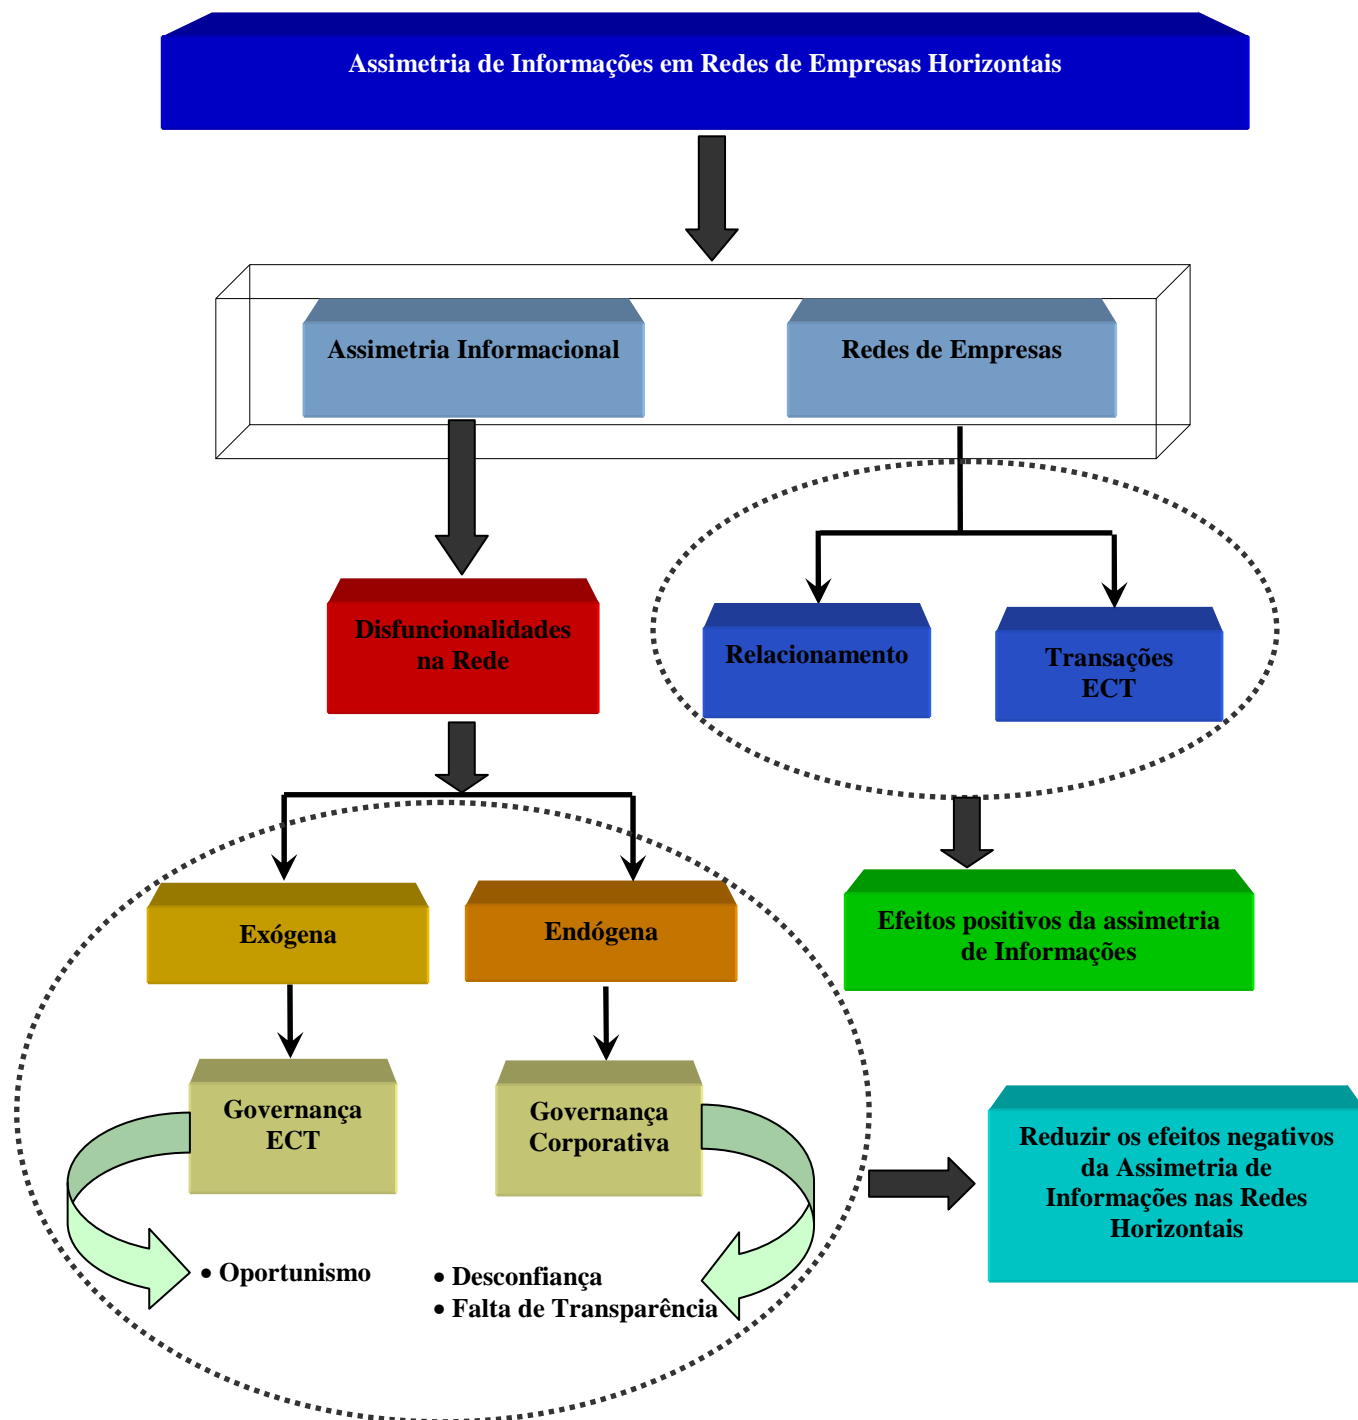 Assimetria de Informações em Redes de Empresas Horizontais
Assimetria Informacional
Redes de Empresas
Disfuncionalidades
na Rede
Relacionamento
Transações
ECT
Exógena
Endógena
Efeitos positivos da assimetria
de Informações
Governança
ECT
Governança
Corporativa
Reduzir os efeitos negativos
da Assimetria de
Informações nas Redes
Horizontais
• Oportunismo
• Desconfiança
• Falta de Transparência